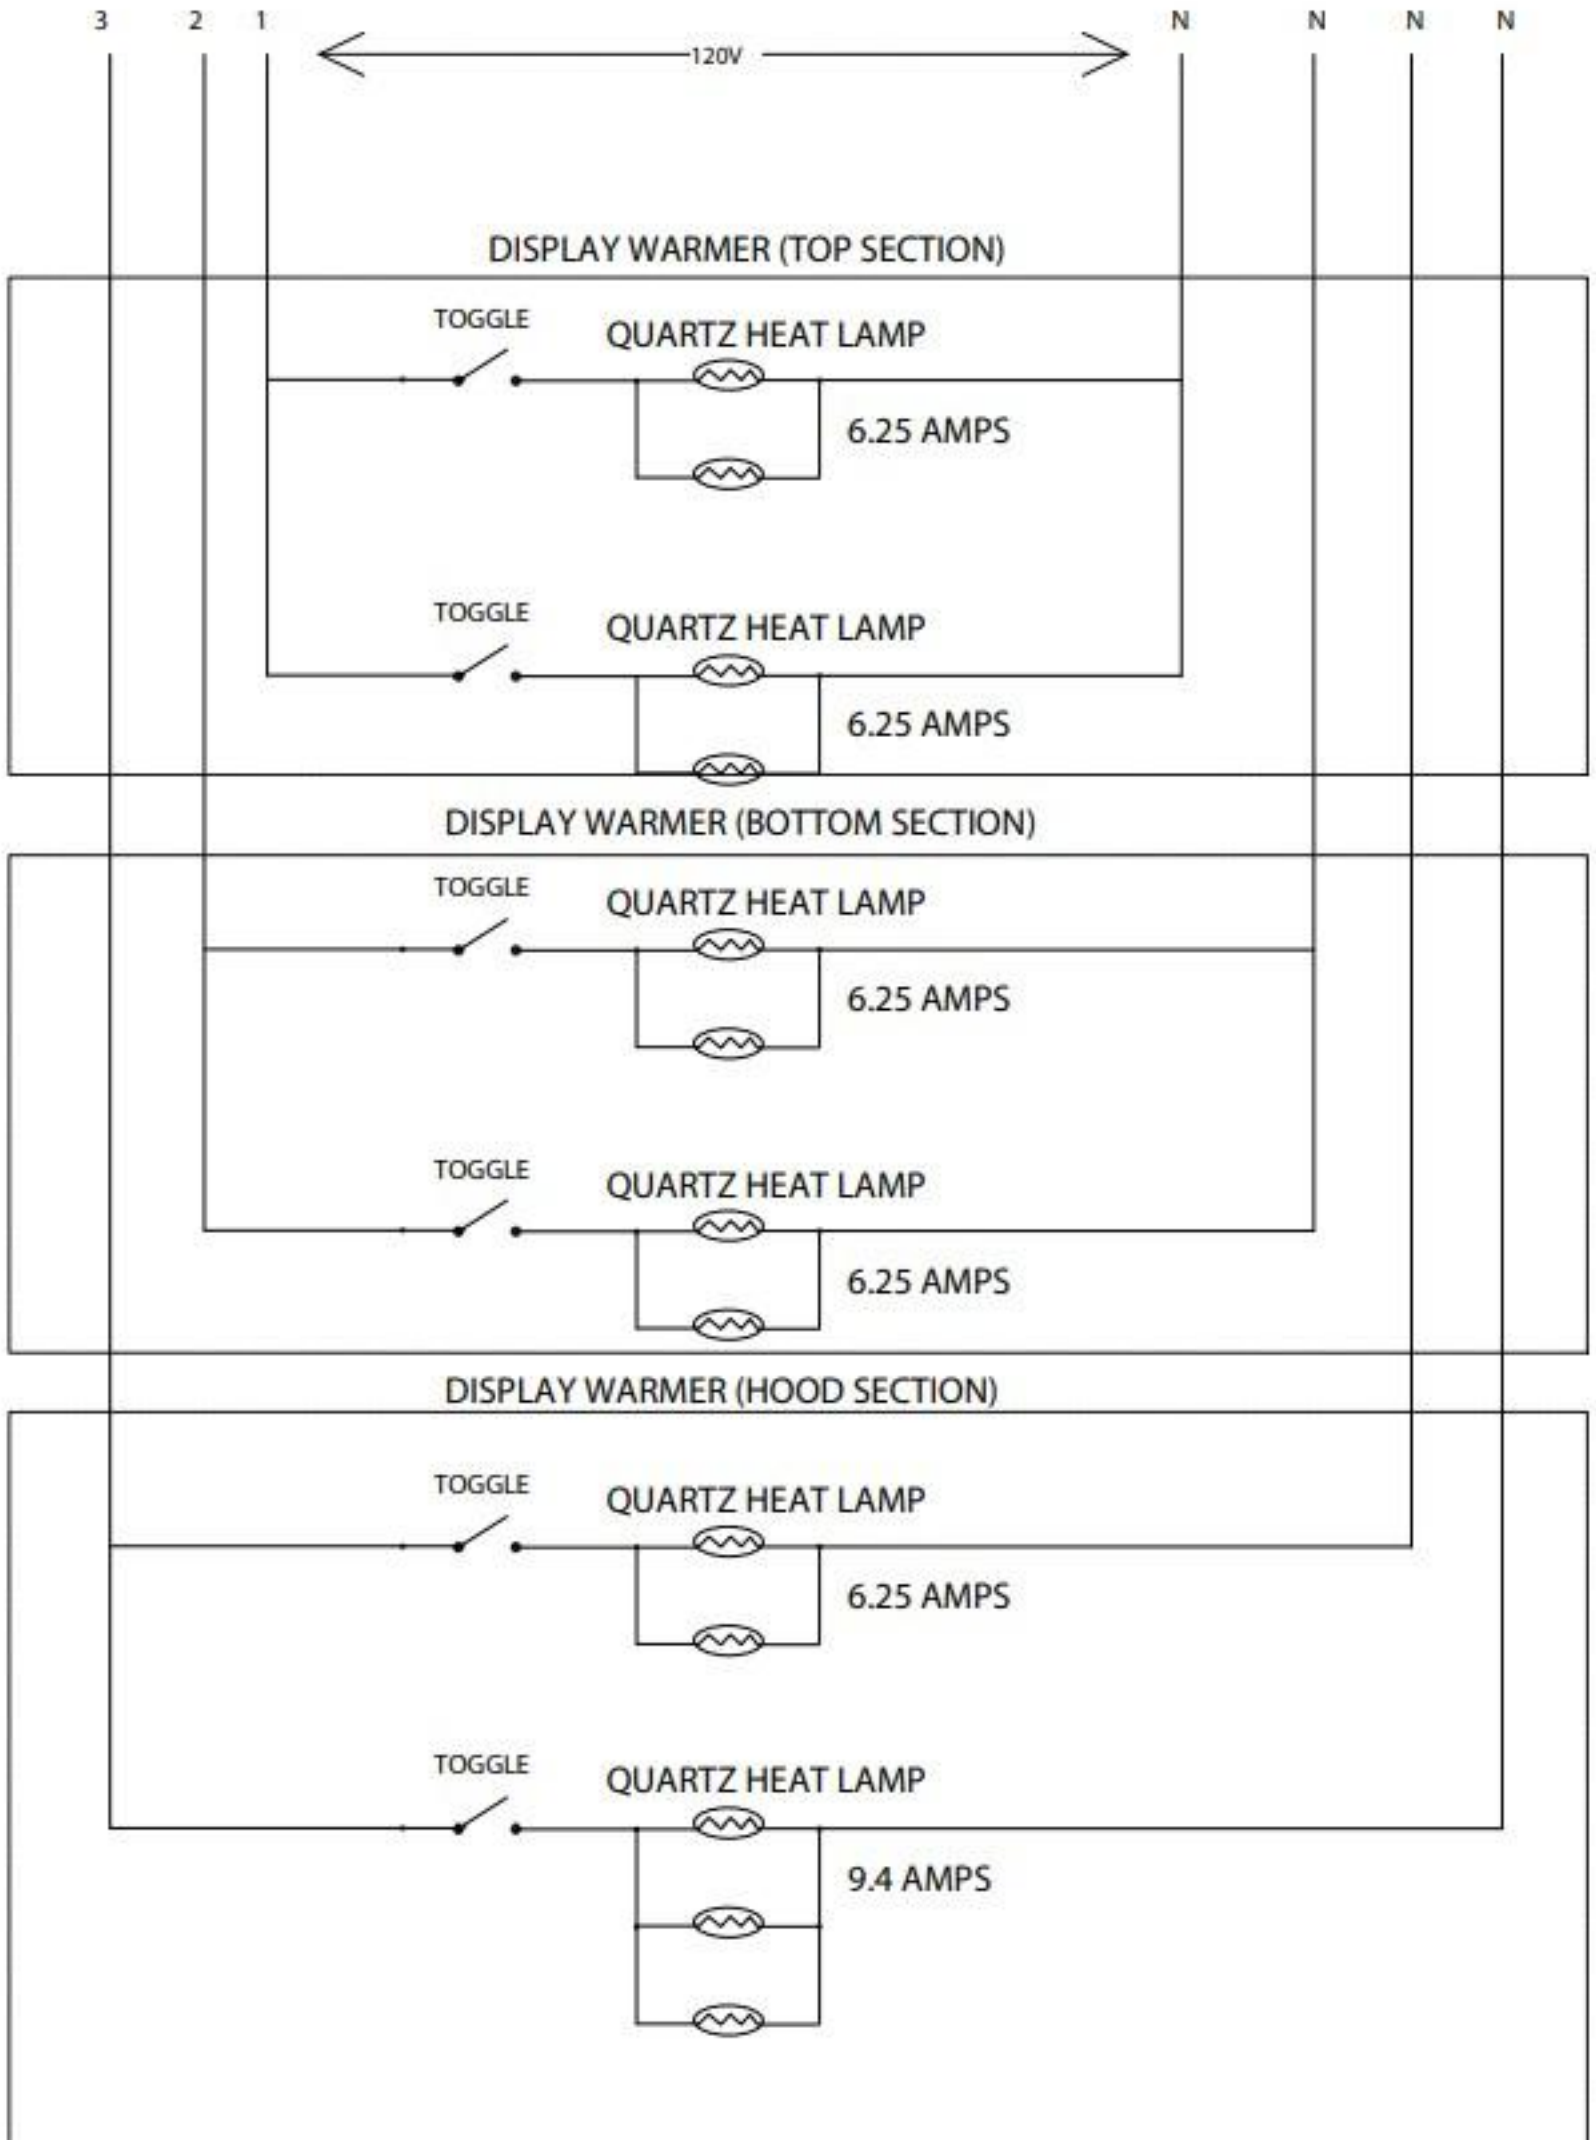 3 2 1 N N N N
120V
DISPLAY WARMER (TOP SECTION)
TOGGLE
QUARTZ HEAT LAMP
6.25 AMPS
TOGGLE
QUARTZ HEAT LAMP
6.25 AMPS
DISPLAY WARMER (BOTTOM SECTION)
TOGGLE
QUARTZ HEAT LAMP
6.25 AMPS
TOGGLE
QUARTZ HEAT LAMP
6.25 AMPS
DISPLAY WARMER (HOOD SECTION)
TOGGLE
QUARTZ HEAT LAMP
6.25 AMPS
TOGGLE
QUARTZ HEAT LAMP
9.4 AMPS